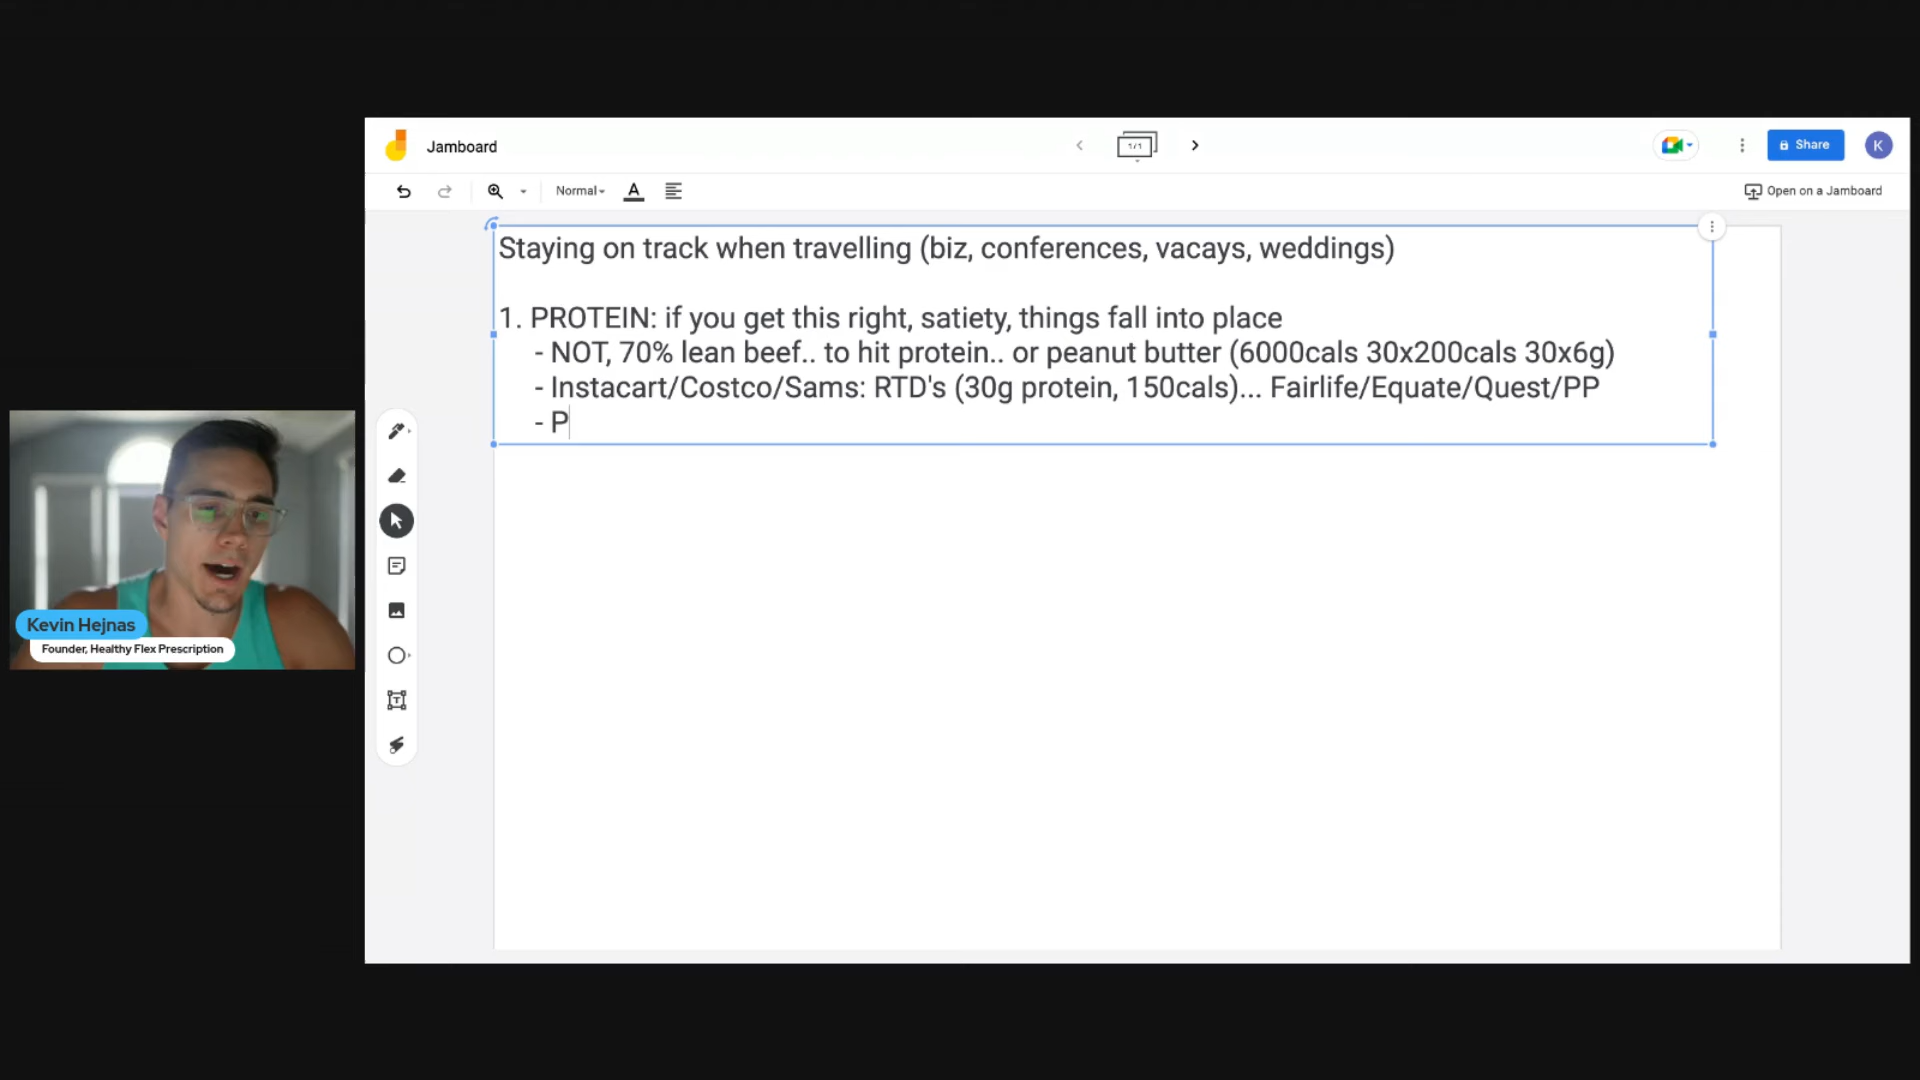 Jamboard
1/1
Share
K
Normal
A
Open on a Jamboard
Staying on track when travelling (biz, conferences, vacays, weddings)
1. PROTEIN: if you get this right, satiety, things fall into place
- NOT, 70% lean beef.. to hit protein.. or peanut butter (6000cals 30x200cals 30x6g)
- Instacart/Costco/Sams: RTD's (30g protein, 150cals)... Fairlife/Equate/Quest/PP
- P
Kevin Hejnas
Founder, Healthy Flex Prescription